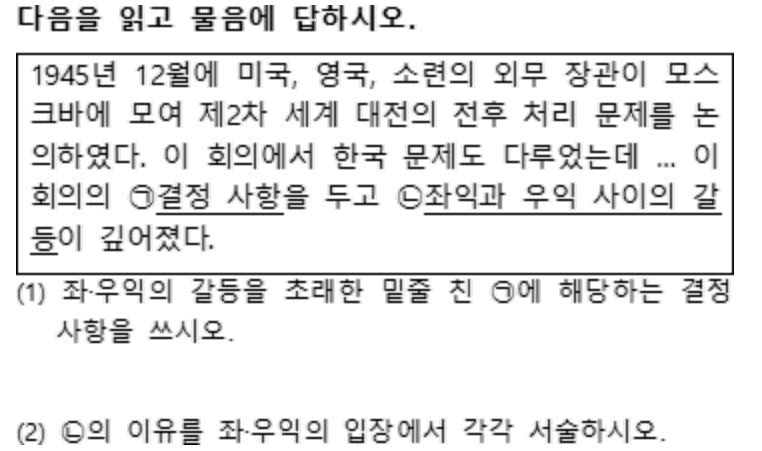 다음을 읽고 물음에 답하시오.
1945년 12월에 미국, 영국, 소련의 외무 장관이 모스
크바에 모여 제2차 세계 대전의 전후 처리 문제를 논
의하였다. 이 회의에서 한국 문제도 다루었는데 ... 이
회의의 ㉠결정 사항을 두고 ㉡좌익과 우익 사이의 갈
등이 깊어졌다.
(1) 좌·우익의 갈등을 초래한 밑줄 친 ㉠에 해당하는 결정
사항을 쓰시오.
(2) ㉡의 이유를 좌·우익의 입장에서 각각 서술하시오.